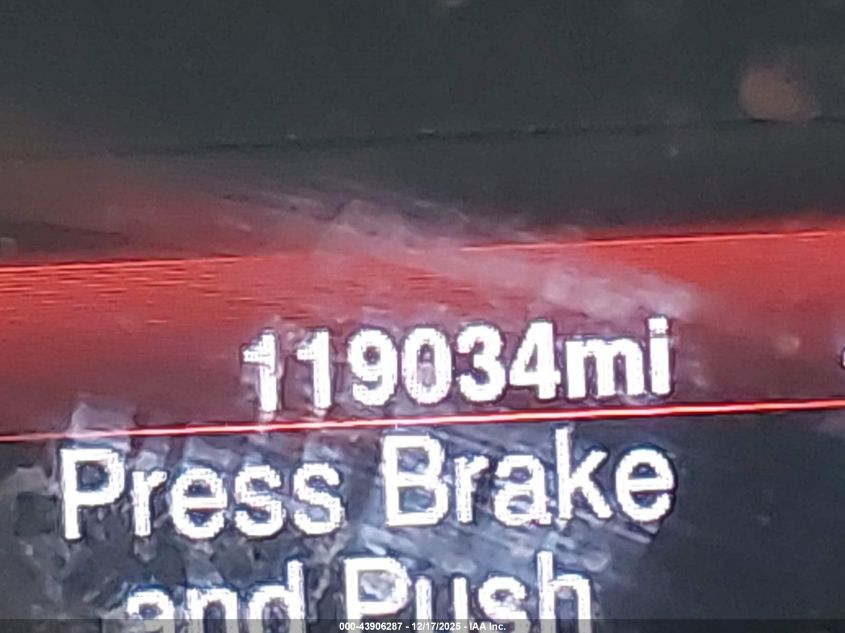 119034mi
Press Brake
and Push
000-43906287 - 12/17/2025 - IAA Inc.